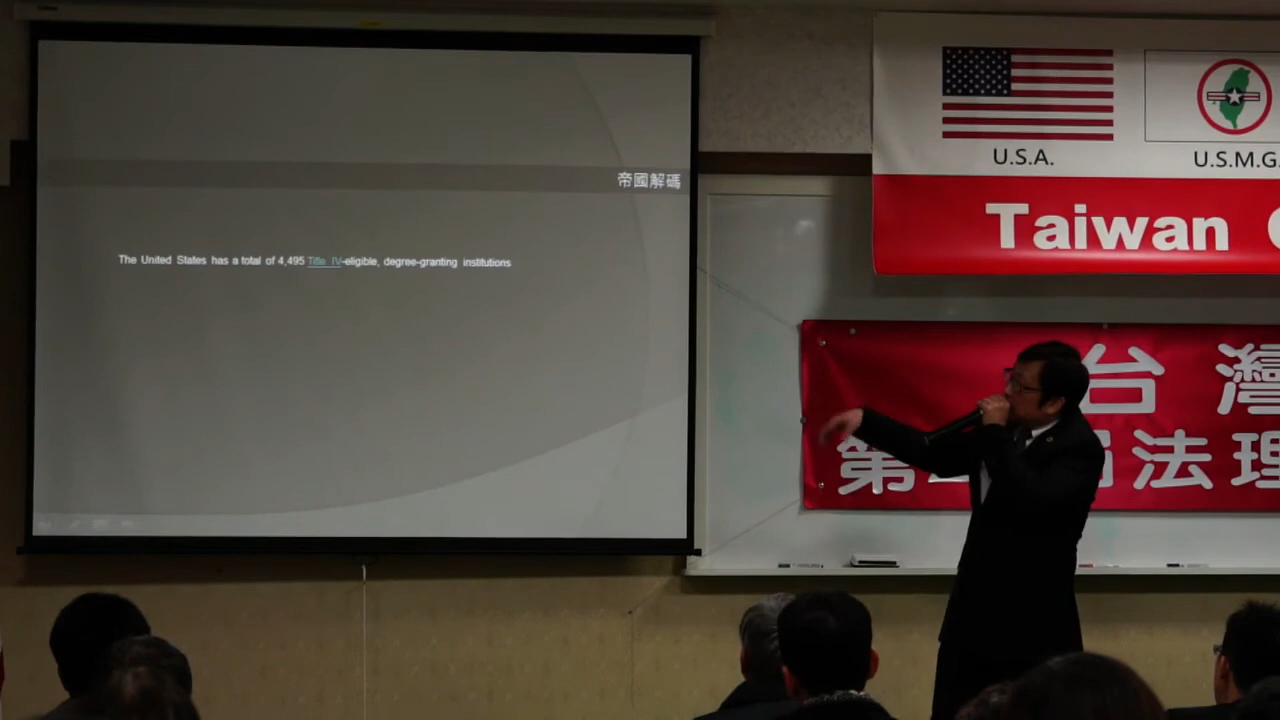 帝國解碼
The United States has a total of 4,495 Title IV-eligible, degree-granting institutions
U.S.A.
U.S.M.G.
Taiwan
台灣
第
法理